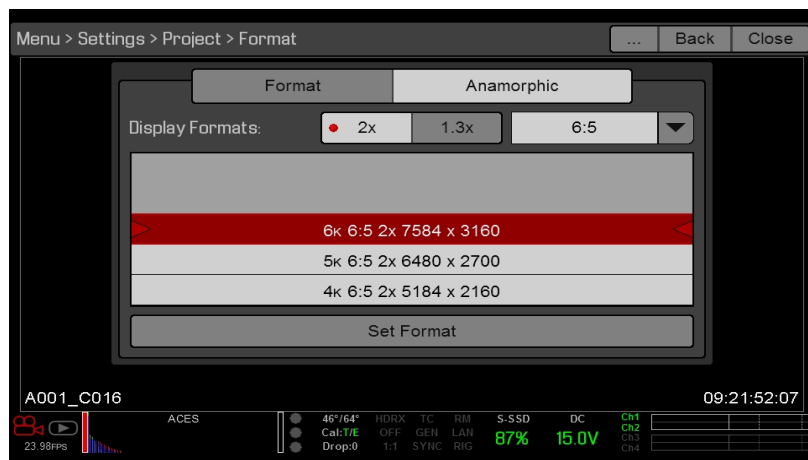 Menu > Settings > Project > Format ... Back Close
Format Anamorphic
Display Formats: 2x 1.3x 6:5
6K 6:5 2x 7584 x 3160
5K 6:5 2x 6480 x 2700
4K 6:5 2x 5184 x 2160
Set Format
A001_C016 09:21:52:07
ACES 46°/64° HDRX TC RM S-SSD DC Ch1
Cal:T/E OFF GEN LAN 87% 15.0V Ch2
23.98FPS Drop:0 1:1 SYNC RIG Ch3
Ch4